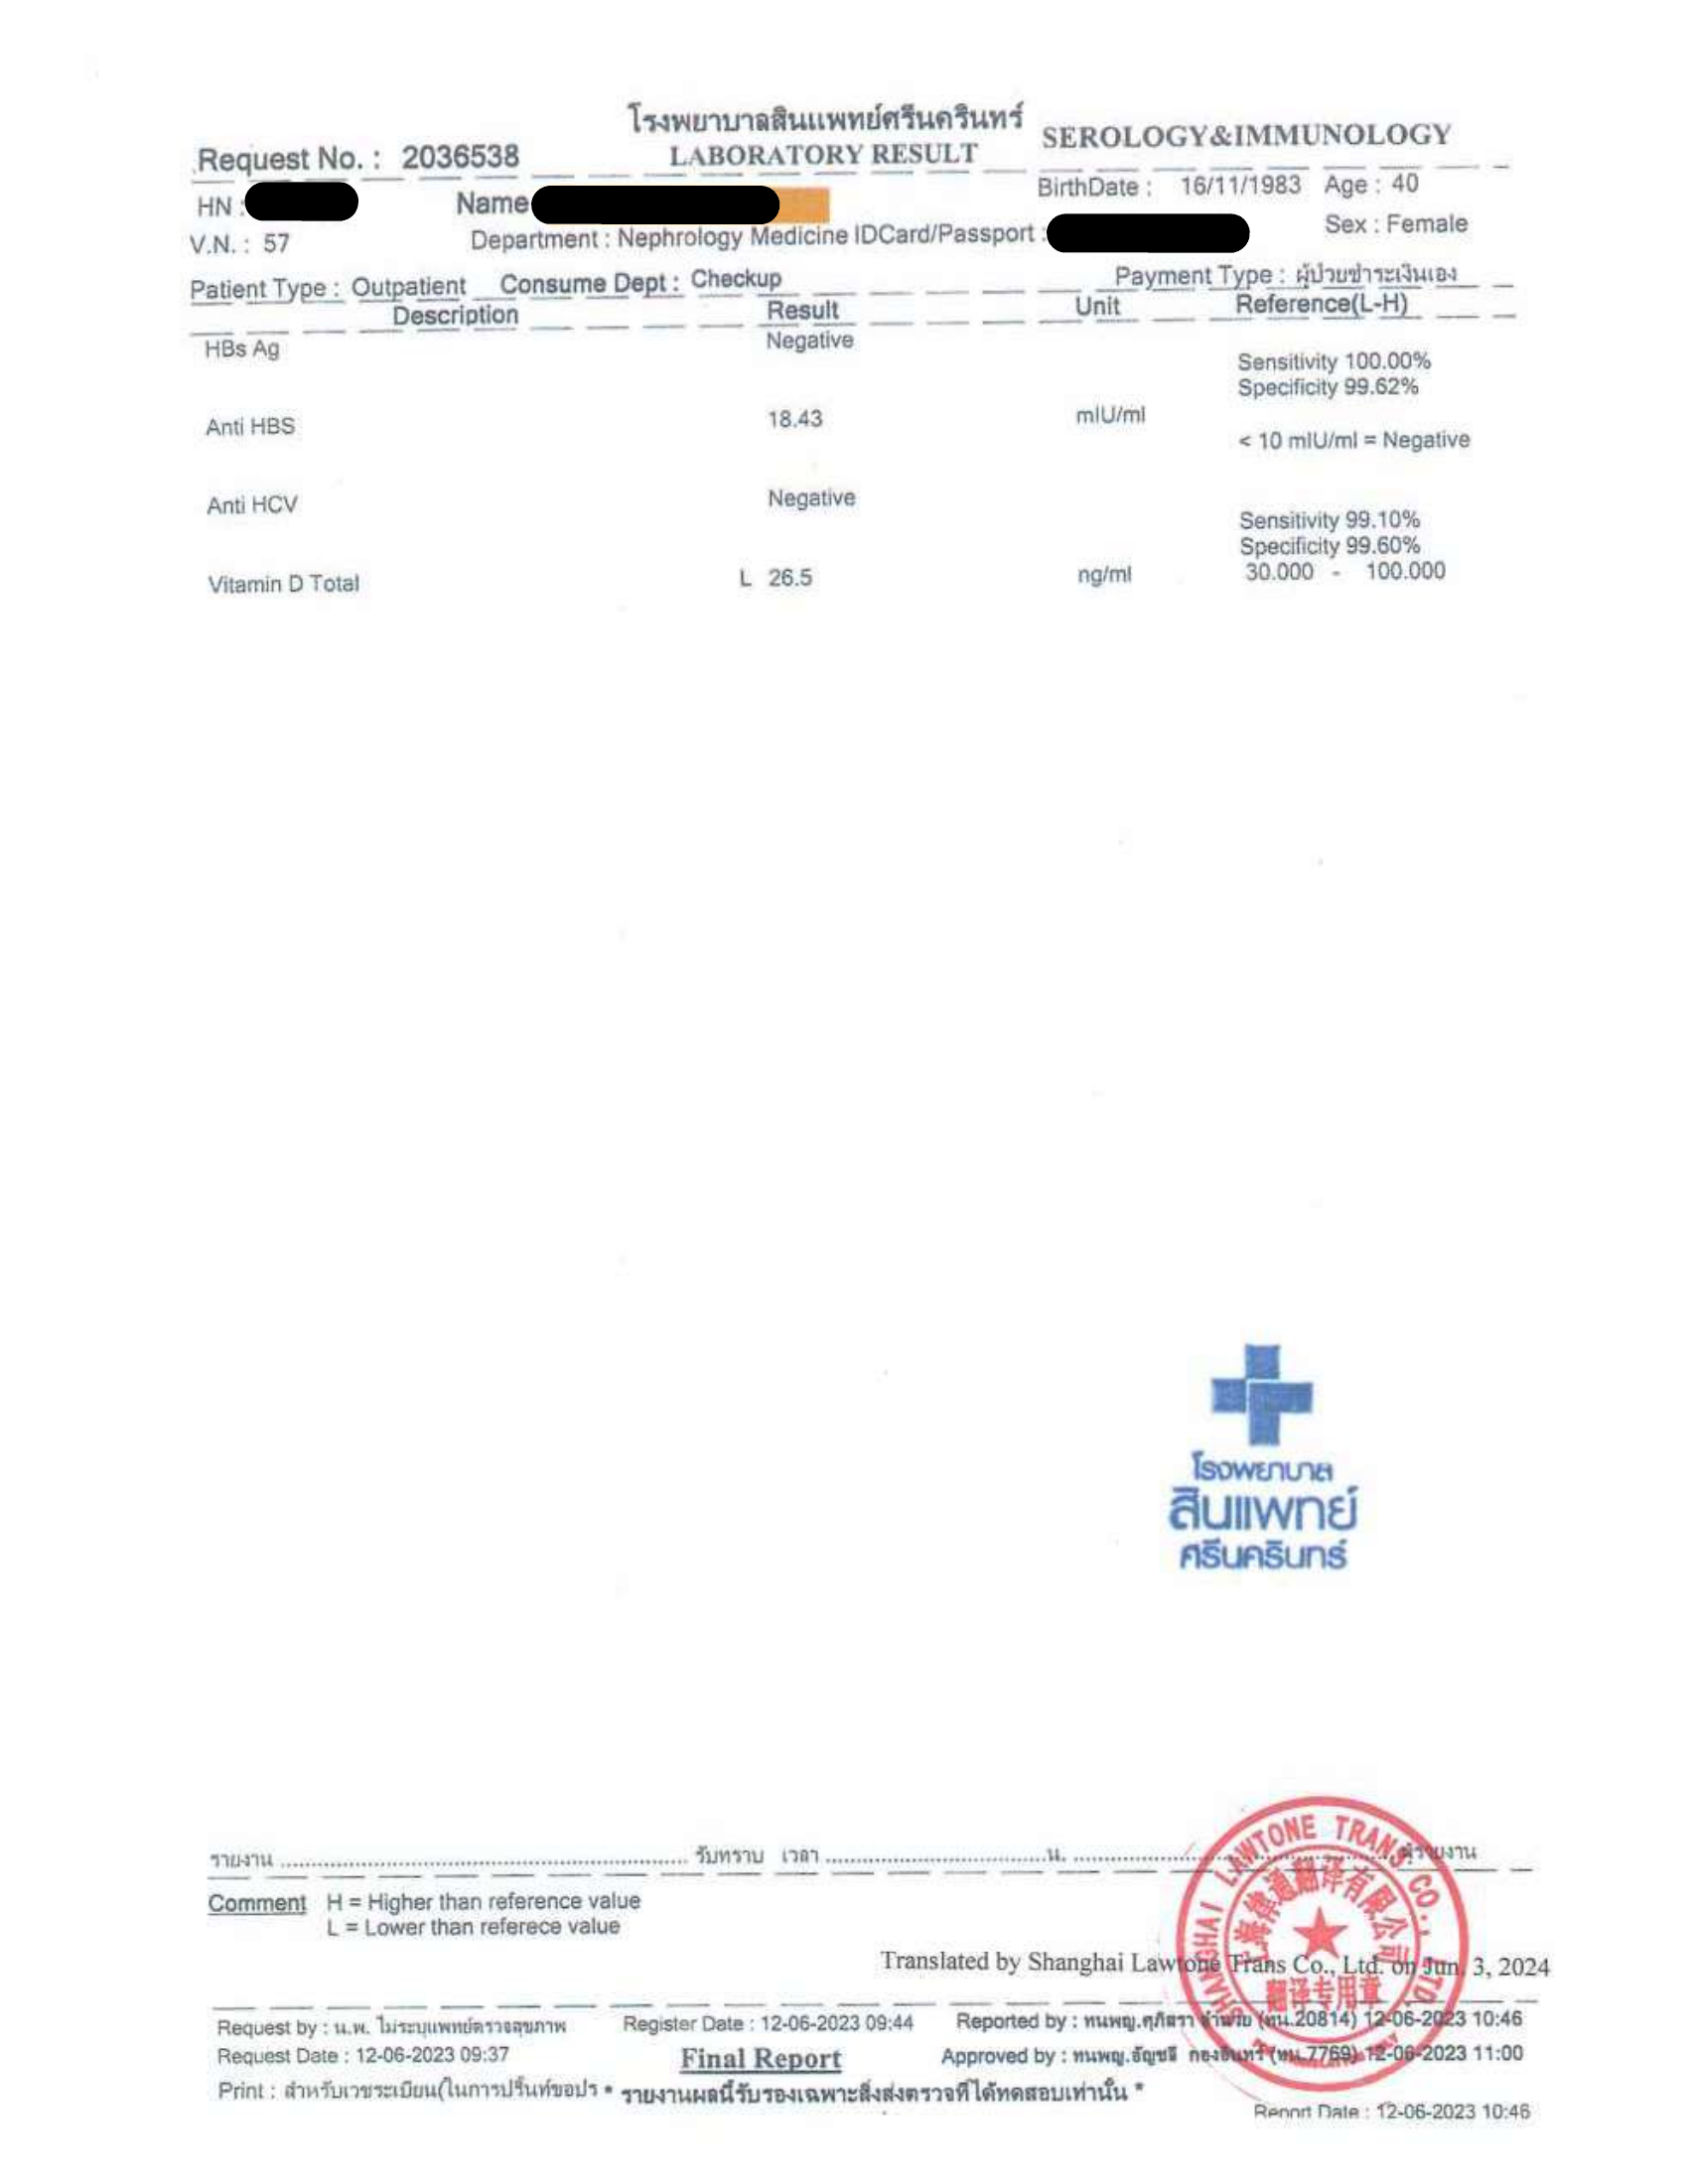 โรงพยาบาลสินแพทย์ศรีนครินทร์
Request No. : 2036538 LABORATORY RESULT SEROLOGY&IMMUNOLOGY
HN : Name BirthDate : 16/11/1983 Age : 40
V.N. : 57 Department : Nephrology Medicine IDCard/Passport : Sex : Female
Patient Type : Outpatient Consume Dept : Checkup Payment Type : ผู้ป่วยชำระเงินเอง
Description Result Unit Reference(L-H)
HBs Ag Negative
Sensitivity 100.00%
Specificity 99.62%
Anti HBS 18.43 mIU/ml
< 10 mIU/ml = Negative
Anti HCV Negative
Sensitivity 99.10%
Specificity 99.60%
Vitamin D Total L 26.5 ng/ml 30.000 - 100.000
โรงพยาบาล
สินแพทย์
ศรีนครินทร์
รายงาน ........ รับทราบ เวลา ........ น. ........ ผู้รายงาน
Comment H = Higher than reference value
L = Lower than referece value
SHANGHAI LAWTONE TRANS CO., LTD.
上海律通翻译有限公司
翻译专用章
Translated by Shanghai Lawtone Trans Co., Ltd. on Jun. 3, 2024
Request by : น.พ. ไม่ระบุแพทย์ตรวจสุขภาพ Register Date : 12-06-2023 09:44 Reported by : ทนพญ.ศุภิสรา (ทน.20814) 12-06-2023 10:46
Request Date : 12-06-2023 09:37 Final Report Approved by : ทนพญ.อัญชลี (ทน.7769) 12-06-2023 11:00
Print : สำหรับเวชระเบียน(ในการปริ้นท์ขอปร * รายงานผลนี้รับรองเฉพาะสิ่งส่งตรวจที่ได้ทดสอบเท่านั้น *
Report Date : 12-06-2023 10:46